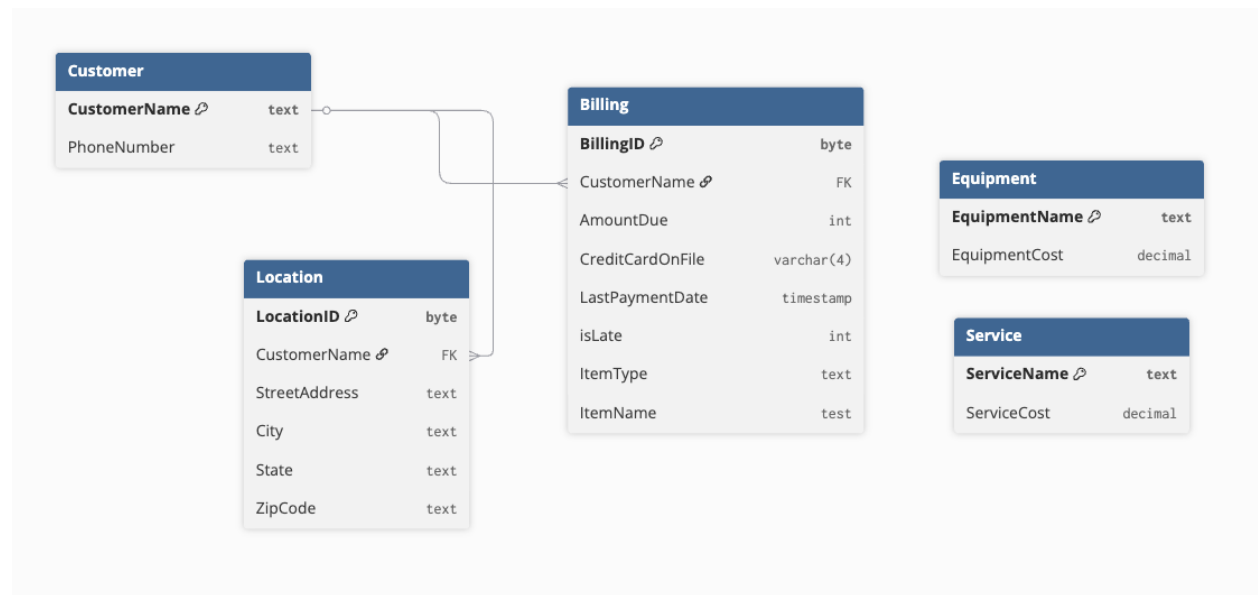 Customer
CustomerName text
PhoneNumber text
Billing
BillingID byte
CustomerName FK
AmountDue int
CreditCardOnFile varchar(4)
LastPaymentDate timestamp
isLate int
ItemType text
ItemName test
Equipment
EquipmentName text
EquipmentCost decimal
Location
LocationID byte
CustomerName FK
StreetAddress text
City text
State text
ZipCode text
Service
ServiceName text
ServiceCost decimal